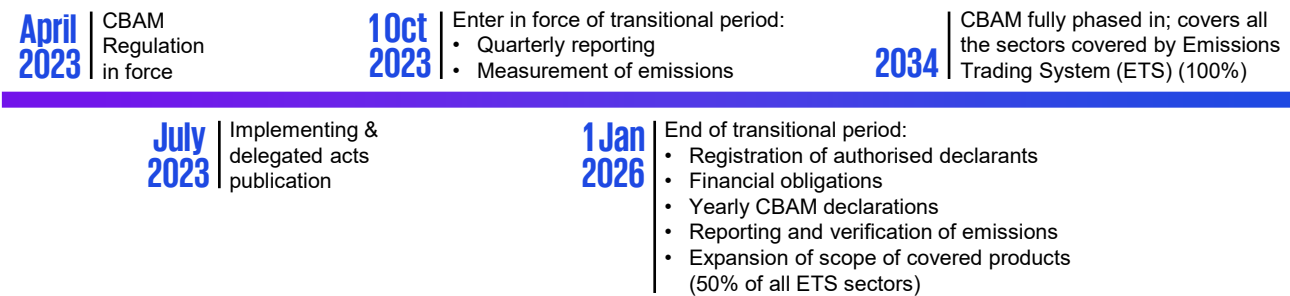 April
2023
CBAM
Regulation
in force
1 Oct
2023
Enter in force of transitional period:
• Quarterly reporting
• Measurement of emissions
2034
CBAM fully phased in; covers all
the sectors covered by Emissions
Trading System (ETS) (100%)
July
2023
Implementing &
delegated acts
publication
1 Jan
2026
End of transitional period:
• Registration of authorised declarants
• Financial obligations
• Yearly CBAM declarations
• Reporting and verification of emissions
• Expansion of scope of covered products
(50% of all ETS sectors)